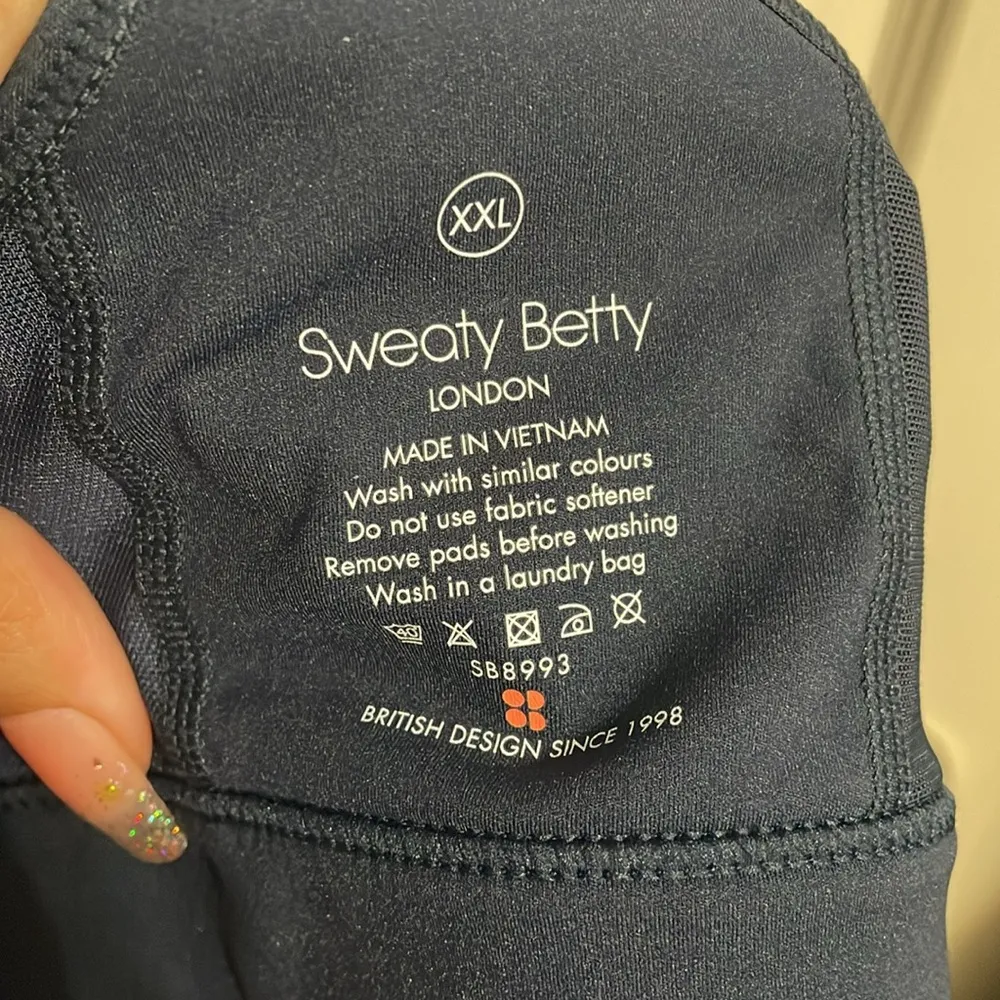 XXL
Sweaty Betty
LONDON
MADE IN VIETNAM
Wash with similar colours
Do not use fabric softener
Remove pads before washing
Wash in a laundry bag
40
SB8993
BRITISH DESIGN SINCE 1998